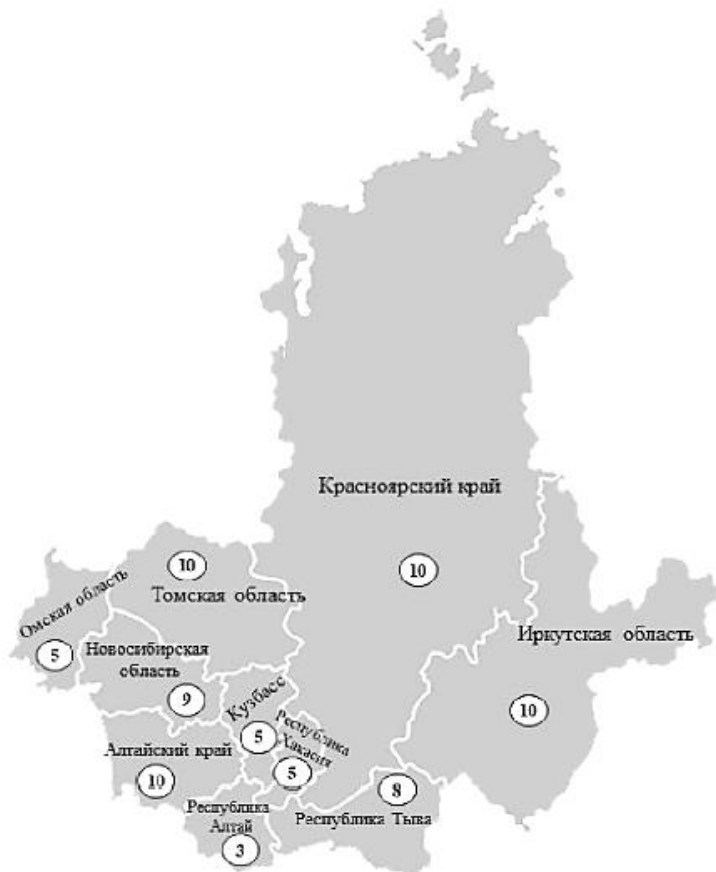 Красноярский край
10
10
Томская область
Омская область
5
Иркутская область
10
Новосибирская
область
9
Кузбасс
5
Республика
Хакасия
5
Алтайский край
10
8
Республика Тыва
Республика
Алтай
3